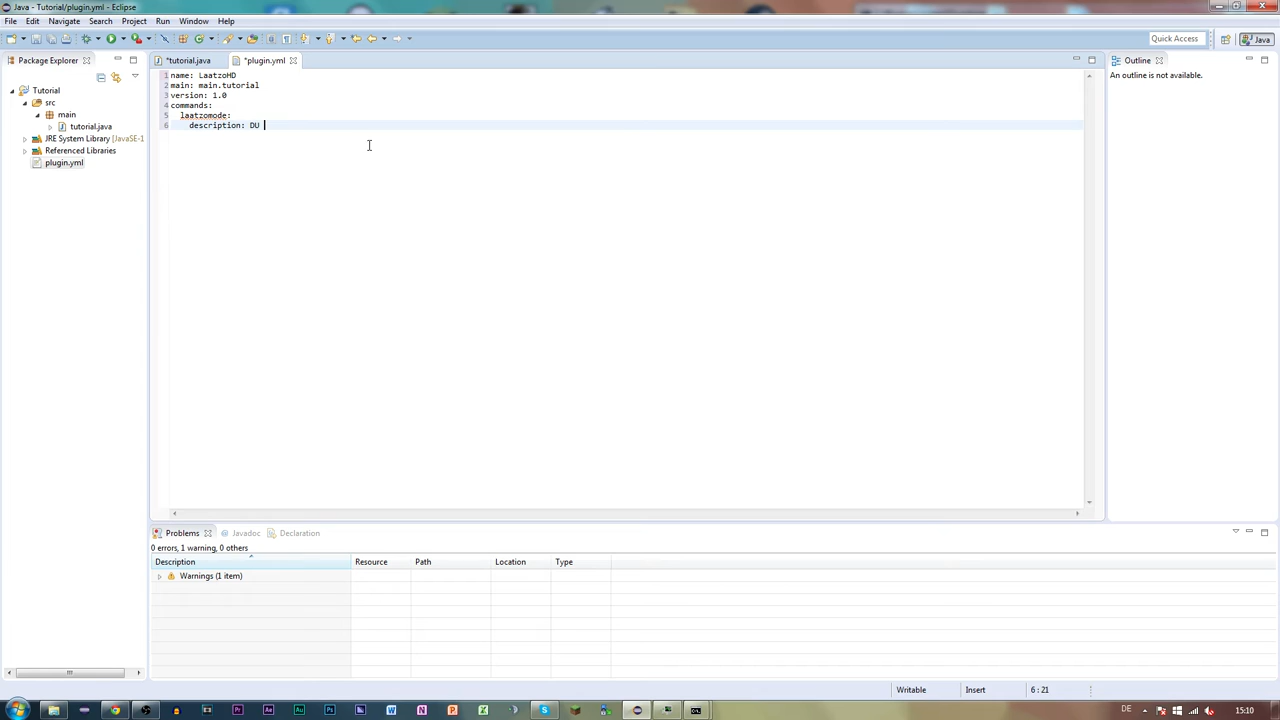 Java - Tutorial/plugin.yml - Eclipse
File Edit Navigate Search Project Run Window Help
Quick Access Java
Package Explorer
*tutorial.java
*plugin.yml
Outline
An outline is not available.
Tutorial
src
main
tutorial.java
JRE System Library [JavaSE-1
Referenced Libraries
plugin.yml
1 name: LaatzoHD
2 main: main.tutorial
3 version: 1.0
4 commands:
5 laatzomode:
6 description: DU
Problems @ Javadoc Declaration
0 errors, 1 warning, 0 others
Description Resource Path Location Type
Warnings (1 item)
Writable Insert 6 : 21
DE 15:10